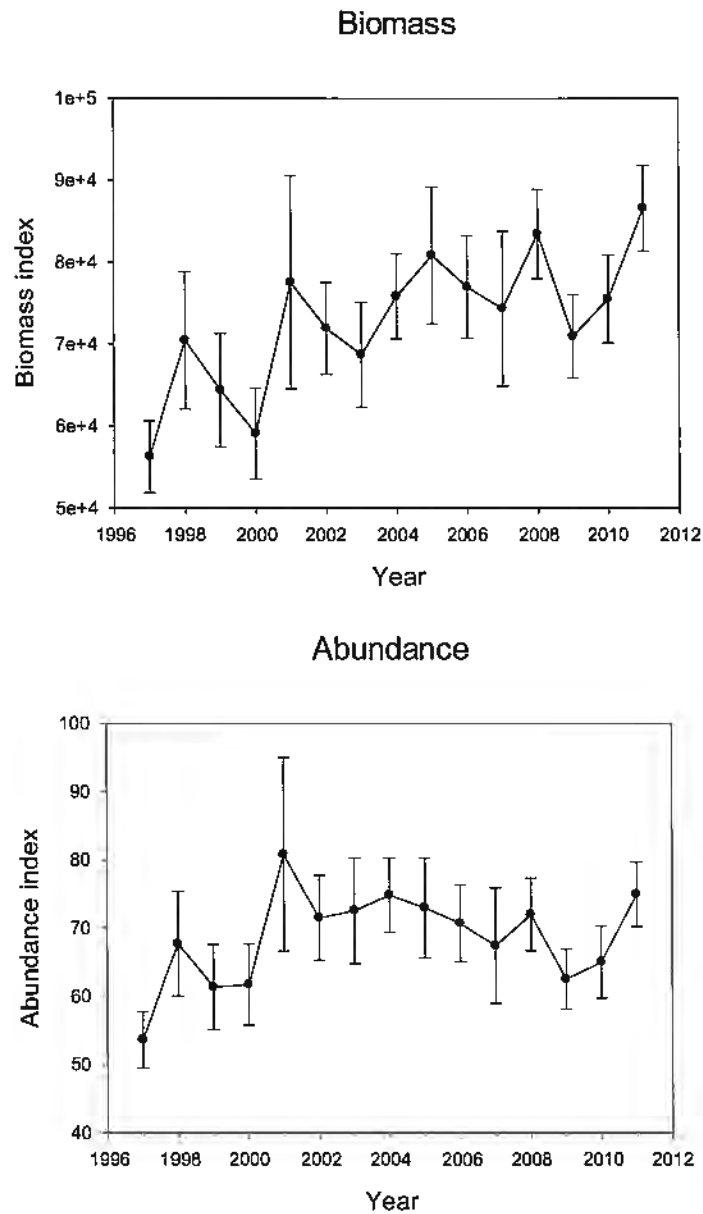 Biomass
1e+5
9e+4
8e+4
7e+4
6e+4
5e+4
Biomass index
1996 1998 2000 2002 2004 2006 2008 2010 2012
Year
Abundance
100
90
80
70
60
50
40
Abundance index
1996 1998 2000 2002 2004 2006 2008 2010 2012
Year